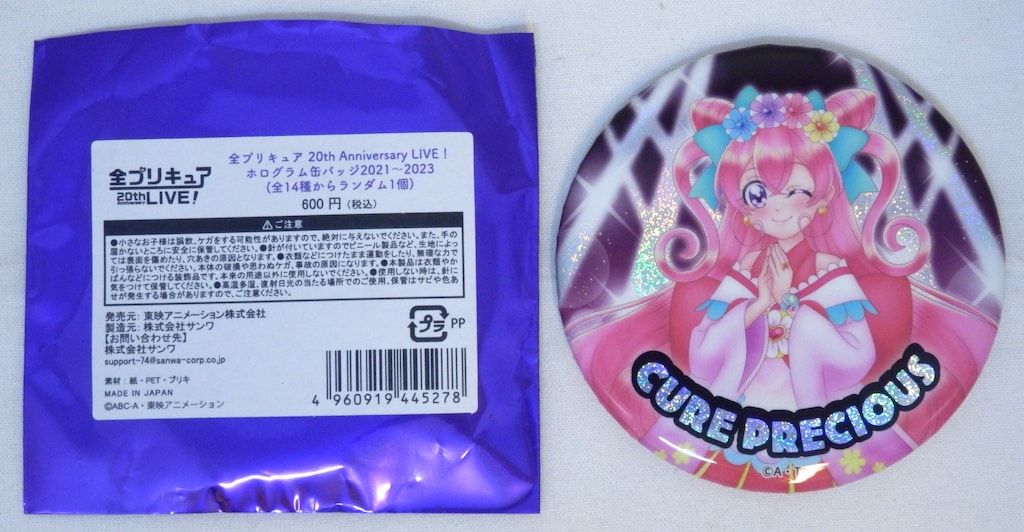 全プリキュア
20th Anniversary LIVE!
全プリキュア 20th Anniversary LIVE!
ホログラム缶バッジ2021～2023
(全14種からランダム1個)
600 円 (税込)
⚠ご注意
●小さなお子様は誤飲、ケガをする可能性がありますので、絶対に与えないでください。また、手の
届かないところに安全に保管してください。●針が付いていますのでビニール製品など、生地によっ
ては表面を傷めたり、穴あきの原因となります。●衣類などにつけたまま運動をしたり、無理な力で
引っ張らないでください。本体の破損や思わぬケガ、事故の原因になります。●本製品は衣類やか
ばんなどにつける装飾品です。本来の用途以外に使用しないでください。●使用しない時は、針に
気をつけて保管してください。●高温多湿、直射日光の当たる場所でのご使用、保管はサビや色あ
せが発生する場合がありますので、ご注意ください。
発売元: 東映アニメーション株式会社
製造元: 株式会社サンワ
【お問い合わせ先】
株式会社サンワ
support-74@sanwa-corp.co.jp
プラ PP
素材: 紙・PET・ブリキ
MADE IN JAPAN
©ABC-A・東映アニメーション
4 960919 445278
CURE PRECIOUS
©A・T